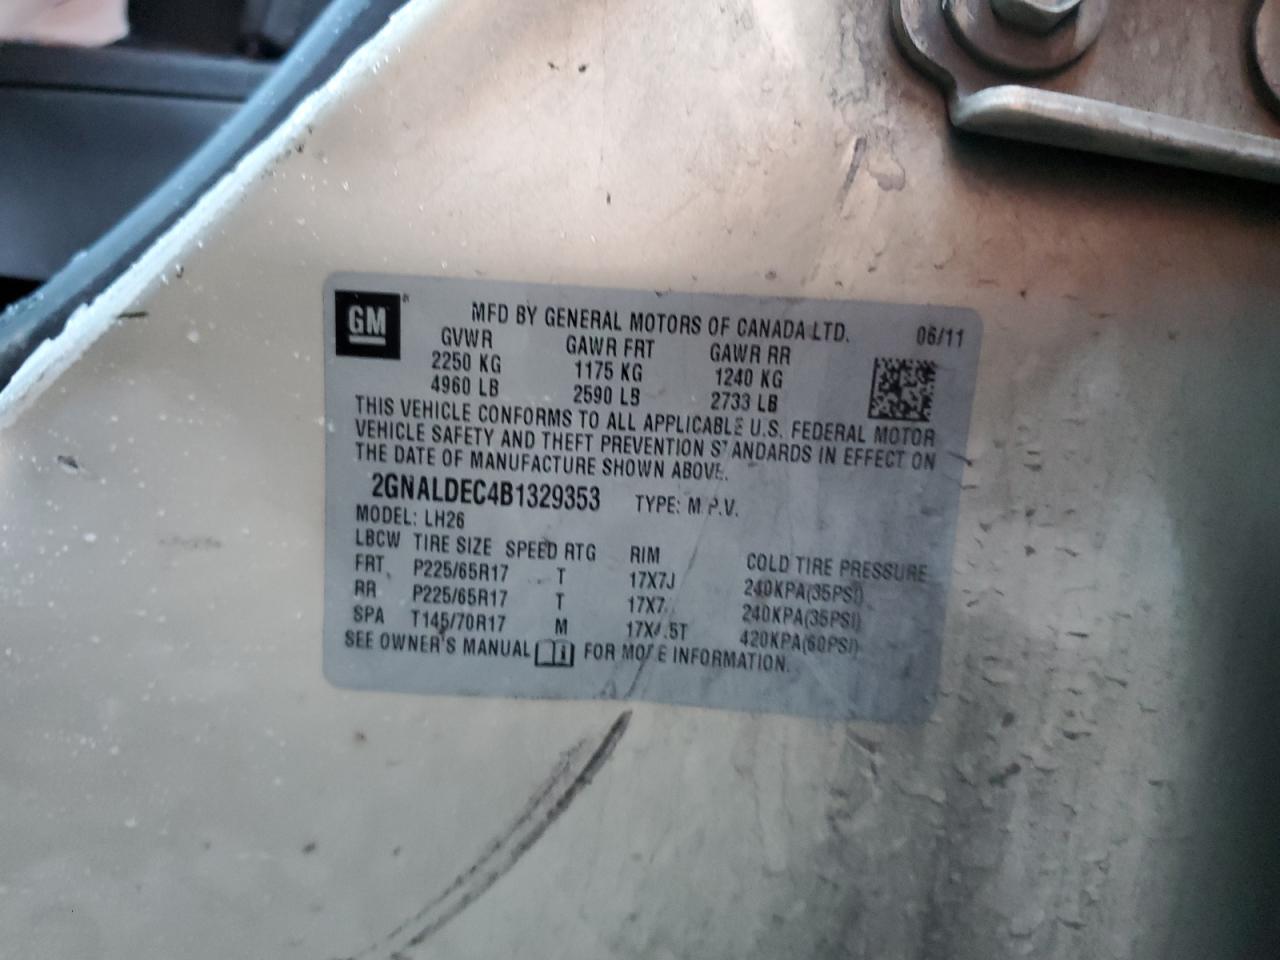 GM
MFD BY GENERAL MOTORS OF CANADA LTD. 06/11
GVWR GAWR FRT GAWR RR
2250 KG 1175 KG 1240 KG
4960 LB 2590 LB 2733 LB
THIS VEHICLE CONFORMS TO ALL APPLICABLE U.S. FEDERAL MOTOR
VEHICLE SAFETY AND THEFT PREVENTION STANDARDS IN EFFECT ON
THE DATE OF MANUFACTURE SHOWN ABOVE.
2GNALDEC4B1329353 TYPE: M.P.V.
MODEL: LH26
LBCW TIRE SIZE SPEED RTG RIM COLD TIRE PRESSURE
FRT P225/65R17 T 17X7J 240KPA(35PSI)
RR P225/65R17 T 17X7 240KPA(35PSI)
SPA T145/70R17 M 420KPA(60PSI)
SEE OWNER'S MANUAL FOR MORE INFORMATION.